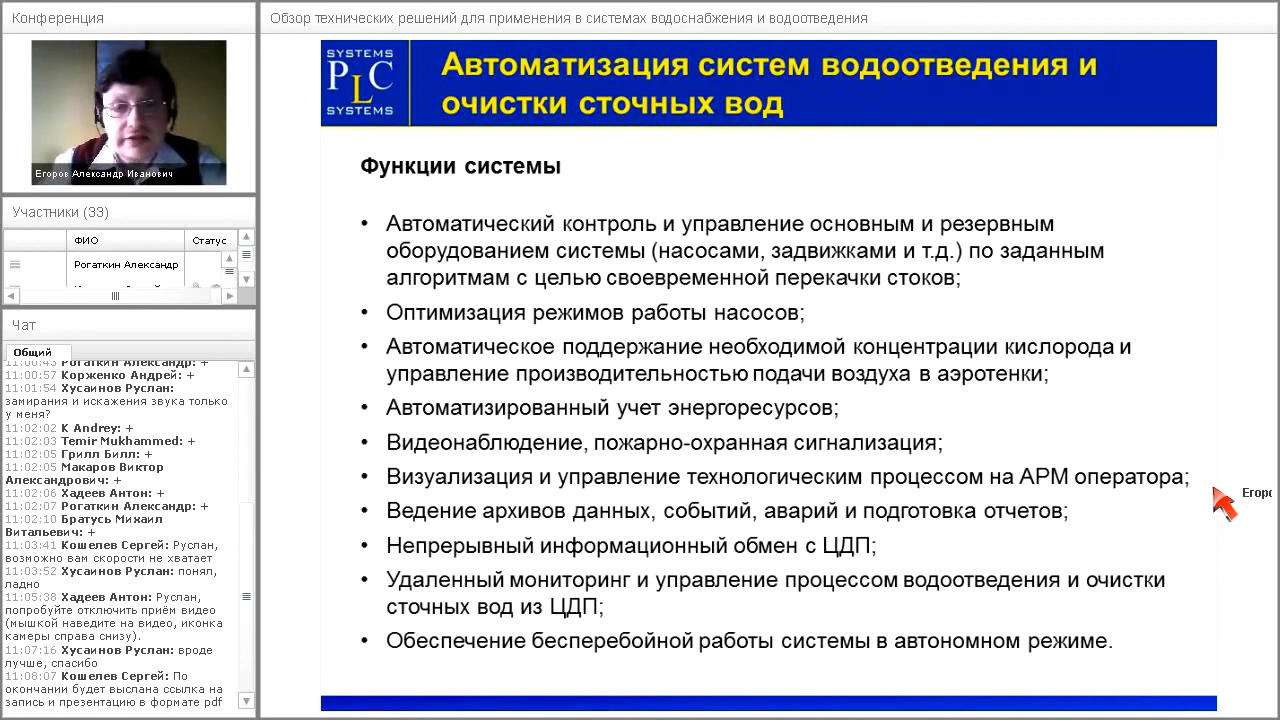 Конференция
Обзор технических решений для применения в системах водоснабжения и водоотведения
Егоров Александр Иванович
Участники (33)
ФИО
Статус
Рогаткин Александр
Чат
Общий
11:00:43 Рогаткин Александр: +
11:00:57 Кораженко Андрей: +
11:01:54 Хусаинов Руслан:
замирания и искажения звука только
у меня?
11:02:02 K Andrey: +
11:02:03 Temir Mukhammed: +
11:02:05 Грилл Билл: +
11:02:05 Макаров Виктор
Александрович: +
11:02:06 Хадеев Антон: +
11:02:07 Рогаткин Александр: +
11:02:10 Братусь Михаил
Витальевич: +
11:03:41 Кошелев Сергей: Руслан,
возможно вам скорости не хватает
11:03:52 Хусаинов Руслан: понял,
ладно
11:05:38 Хадеев Антон: Руслан,
попробуйте отключить приём видео
(мышкой наведите на видео, иконка
камеры справа снизу).
11:07:16 Хусаинов Руслан: вроде
лучше, спасибо
11:08:07 Кошелев Сергей: По
окончании будет выслана ссылка на
запись и презентацию в формате pdf
SYSTEMS
PLC
SYSTEMS
Автоматизация систем водоотведения и
очистки сточных вод
Функции системы
• Автоматический контроль и управление основным и резервным
оборудованием системы (насосами, задвижками и т.д.) по заданным
алгоритмам с целью своевременной перекачки стоков;
• Оптимизация режимов работы насосов;
• Автоматическое поддержание необходимой концентрации кислорода и
управление производительностью подачи воздуха в аэротенки;
• Автоматизированный учет энергоресурсов;
• Видеонаблюдение, пожарно-охранная сигнализация;
• Визуализация и управление технологическим процессом на АРМ оператора;
• Ведение архивов данных, событий, аварий и подготовка отчетов;
• Непрерывный информационный обмен с ЦДП;
• Удаленный мониторинг и управление процессом водоотведения и очистки
сточных вод из ЦДП;
• Обеспечение бесперебойной работы системы в автономном режиме.